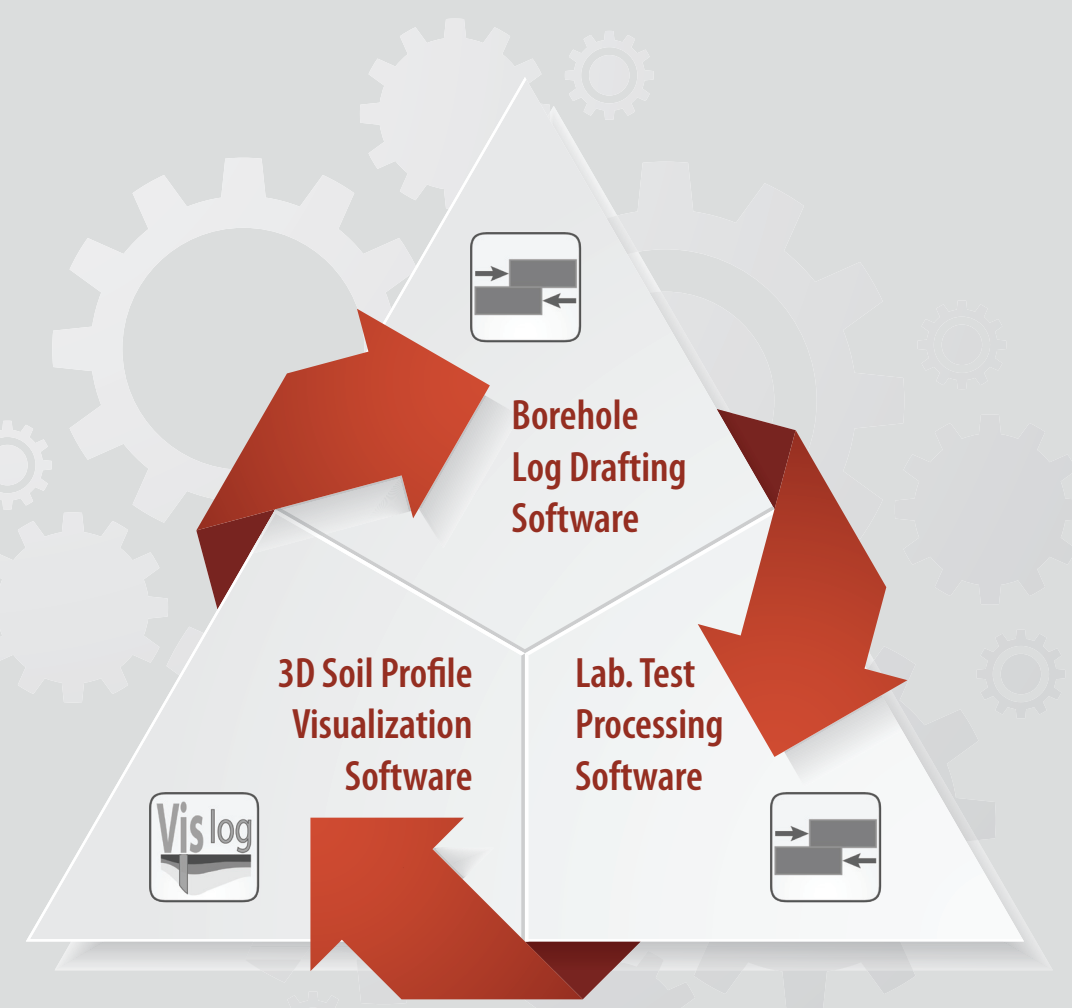 Borehole
Log Drafting
Software
3D Soil Profile
Visualization
Software
Lab. Test
Processing
Software
Vis log